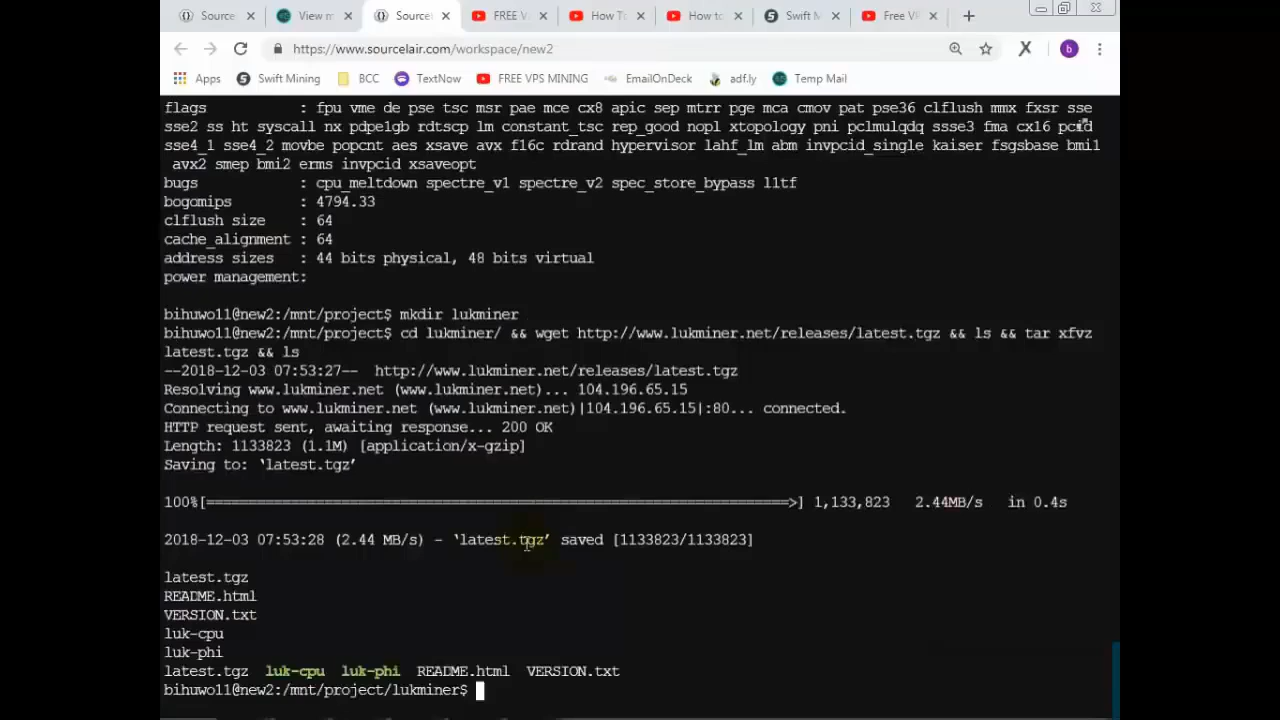 Source
View m
Source
FREE V
How T
How to
Swift M
Free VP
https://www.sourcelair.com/workspace/new2
Apps Swift Mining BCC TextNow FREE VPS MINING EmailOnDeck adf.ly Temp Mail
flags : fpu vme de pse tsc msr pae mce cx8 apic sep mtrr pge mca cmov pat pse36 clflush mmx fxsr sse
sse2 ss ht syscall nx pdpe1gb rdtscp lm constant_tsc rep_good nopl xtopology pni pclmulqdq ssse3 fma cx16 pcid
sse4_1 sse4_2 movbe popcnt aes xsave avx f16c rdrand hypervisor lahf_lm abm invpcid_single kaiser fsgsbase bmi1
avx2 smep bmi2 erms invpcid xsaveopt
bugs : cpu_meltdown spectre_v1 spectre_v2 spec_store_bypass l1tf
bogomips : 4794.33
clflush size : 64
cache_alignment : 64
address sizes : 44 bits physical, 48 bits virtual
power management:
bihuwo11@new2:/mnt/project$ mkdir lukminer
bihuwo11@new2:/mnt/project$ cd lukminer/ && wget http://www.lukminer.net/releases/latest.tgz && ls && tar xfvz
latest.tgz && ls
--2018-12-03 07:53:27-- http://www.lukminer.net/releases/latest.tgz
Resolving www.lukminer.net (www.lukminer.net)... 104.196.65.15
Connecting to www.lukminer.net (www.lukminer.net)|104.196.65.15|:80... connected.
HTTP request sent, awaiting response... 200 OK
Length: 1133823 (1.1M) [application/x-gzip]
Saving to: ‘latest.tgz’
100%[======================================================================>] 1,133,823 2.44MB/s in 0.4s
2018-12-03 07:53:28 (2.44 MB/s) - ‘latest.tgz’ saved [1133823/1133823]
latest.tgz
README.html
VERSION.txt
luk-cpu
luk-phi
latest.tgz luk-cpu luk-phi README.html VERSION.txt
bihuwo11@new2:/mnt/project/lukminer$